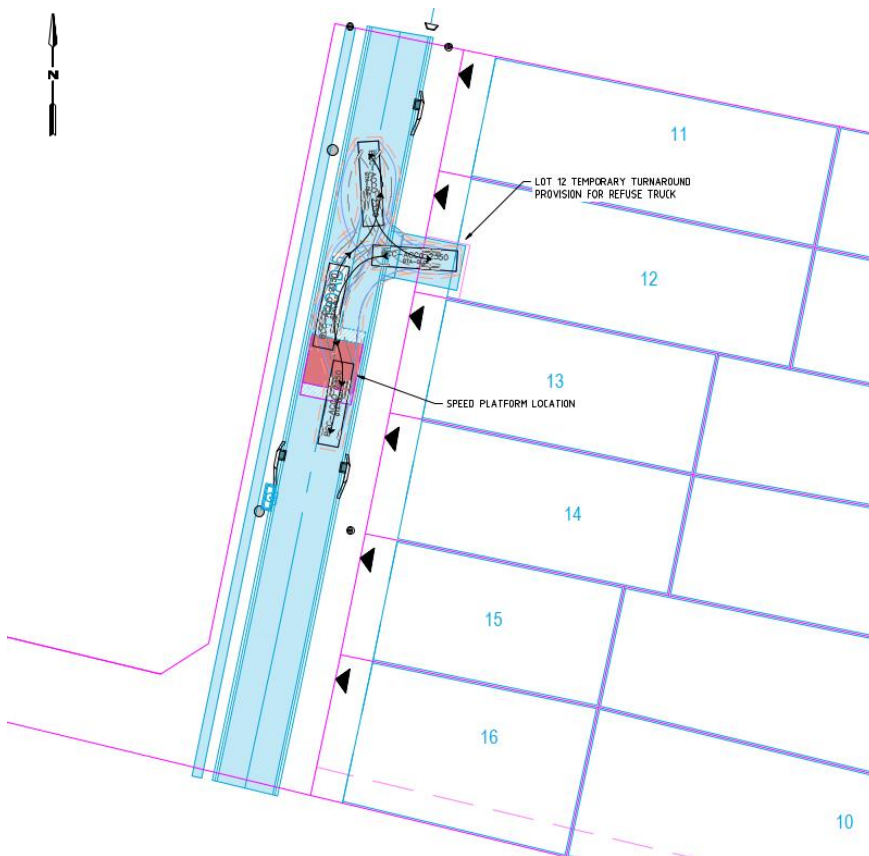 N
11
LOT 12 TEMPORARY TURNAROUND
PROVISION FOR REFUSE TRUCK
12
13
SPEED PLATFORM LOCATION
14
15
16
10